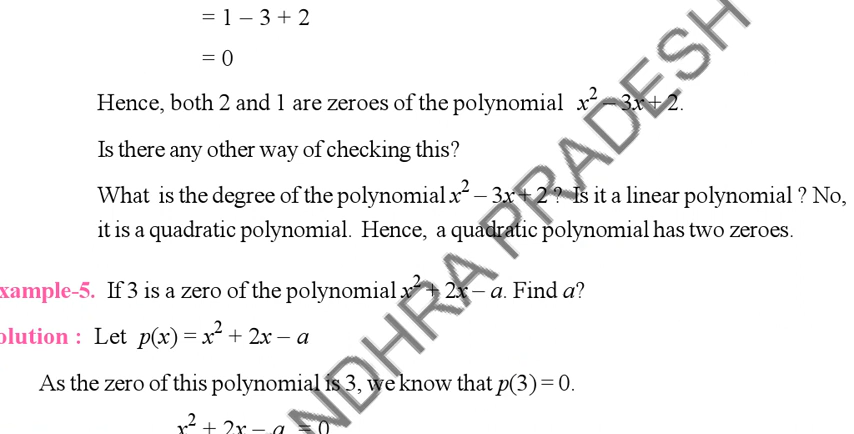 = 1 – 3 + 2
= 0
Hence, both 2 and 1 are zeroes of the polynomial x² – 3x + 2.
Is there any other way of checking this?
What is the degree of the polynomial x² – 3x + 2 ? Is it a linear polynomial ? No,
it is a quadratic polynomial. Hence, a quadratic polynomial has two zeroes.
xample-5. If 3 is a zero of the polynomial x² + 2x – a. Find a?
olution : Let p(x) = x² + 2x – a
As the zero of this polynomial is 3, we know that p(3) = 0.
x² + 2x – a = 0
NDHRA PRADESH